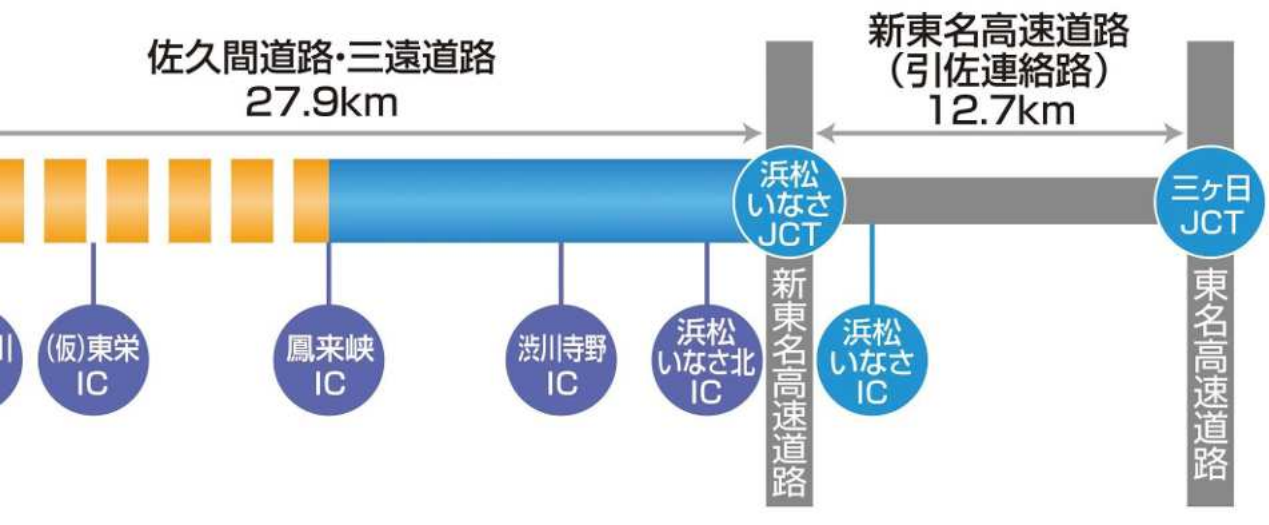 佐久間道路・三遠道路
27.9km
新東名高速道路
(引佐連絡路)
12.7km
浜松
いなさ
JCT
三ヶ日
JCT
川
(仮)東栄
IC
鳳来峡
IC
渋川寺野
IC
浜松
いなさ北
IC
新東名高速道路
浜松
いなさ
IC
東名高速道路